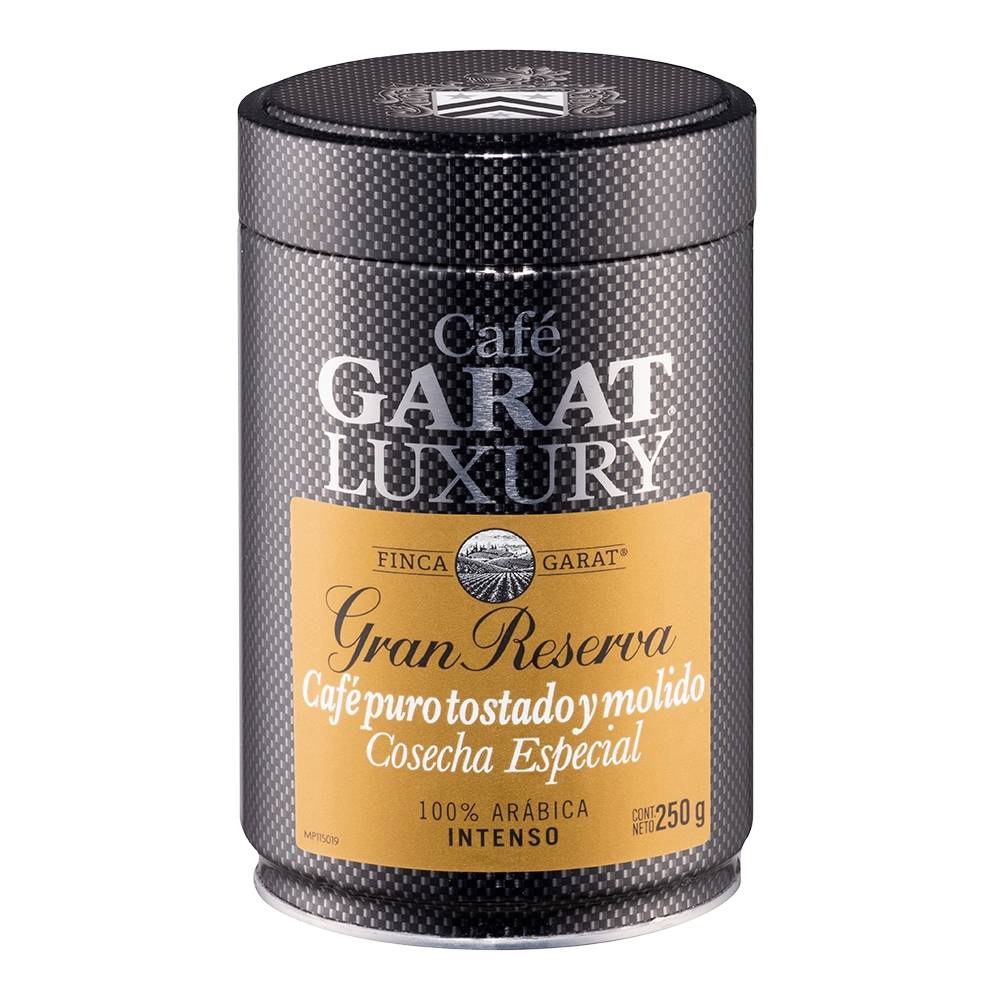 Café
GARAT®
LUXURY
FINCA GARAT®
Gran Reserva
Café puro tostado y molido
Cosecha Especial
100% ARÁBICA
INTENSO
CONT.
NETO 250 g
MP115019